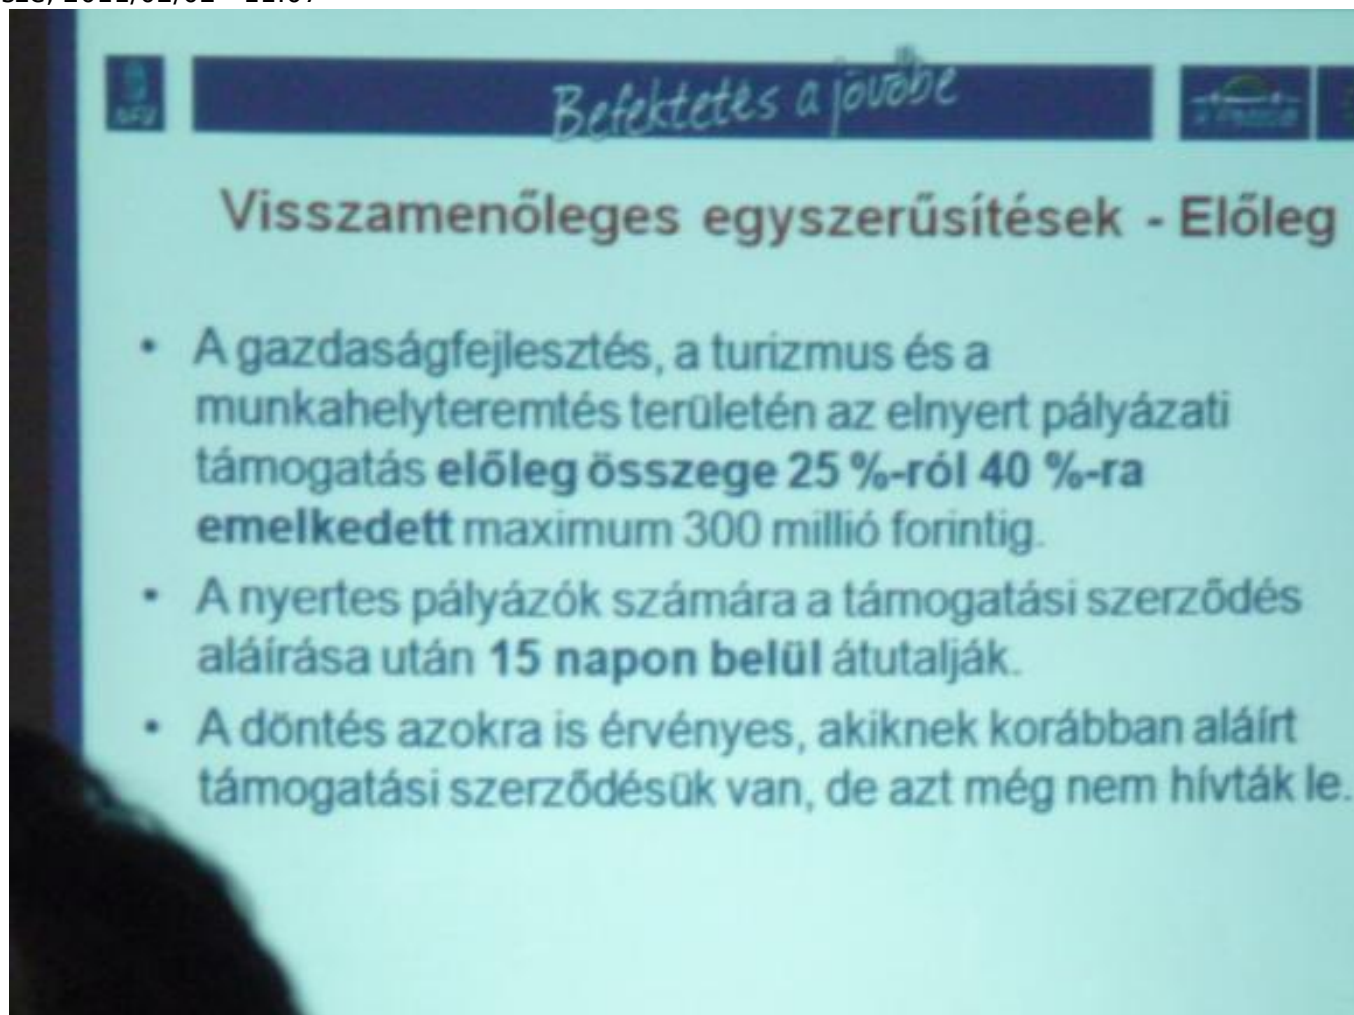 NFÜ
Befektetés a jövőbe
Visszamenőleges egyszerűsítések - Előleg
• A gazdaságfejlesztés, a turizmus és a
munkahelyteremtés területén az elnyert pályázati
támogatás előleg összege 25 %-ról 40 %-ra
emelkedett maximum 300 millió forintig.
• A nyertes pályázók számára a támogatási szerződés
aláírása után 15 napon belül átutalják.
• A döntés azokra is érvényes, akiknek korábban aláírt
támogatási szerződésük van, de azt még nem hívták le.